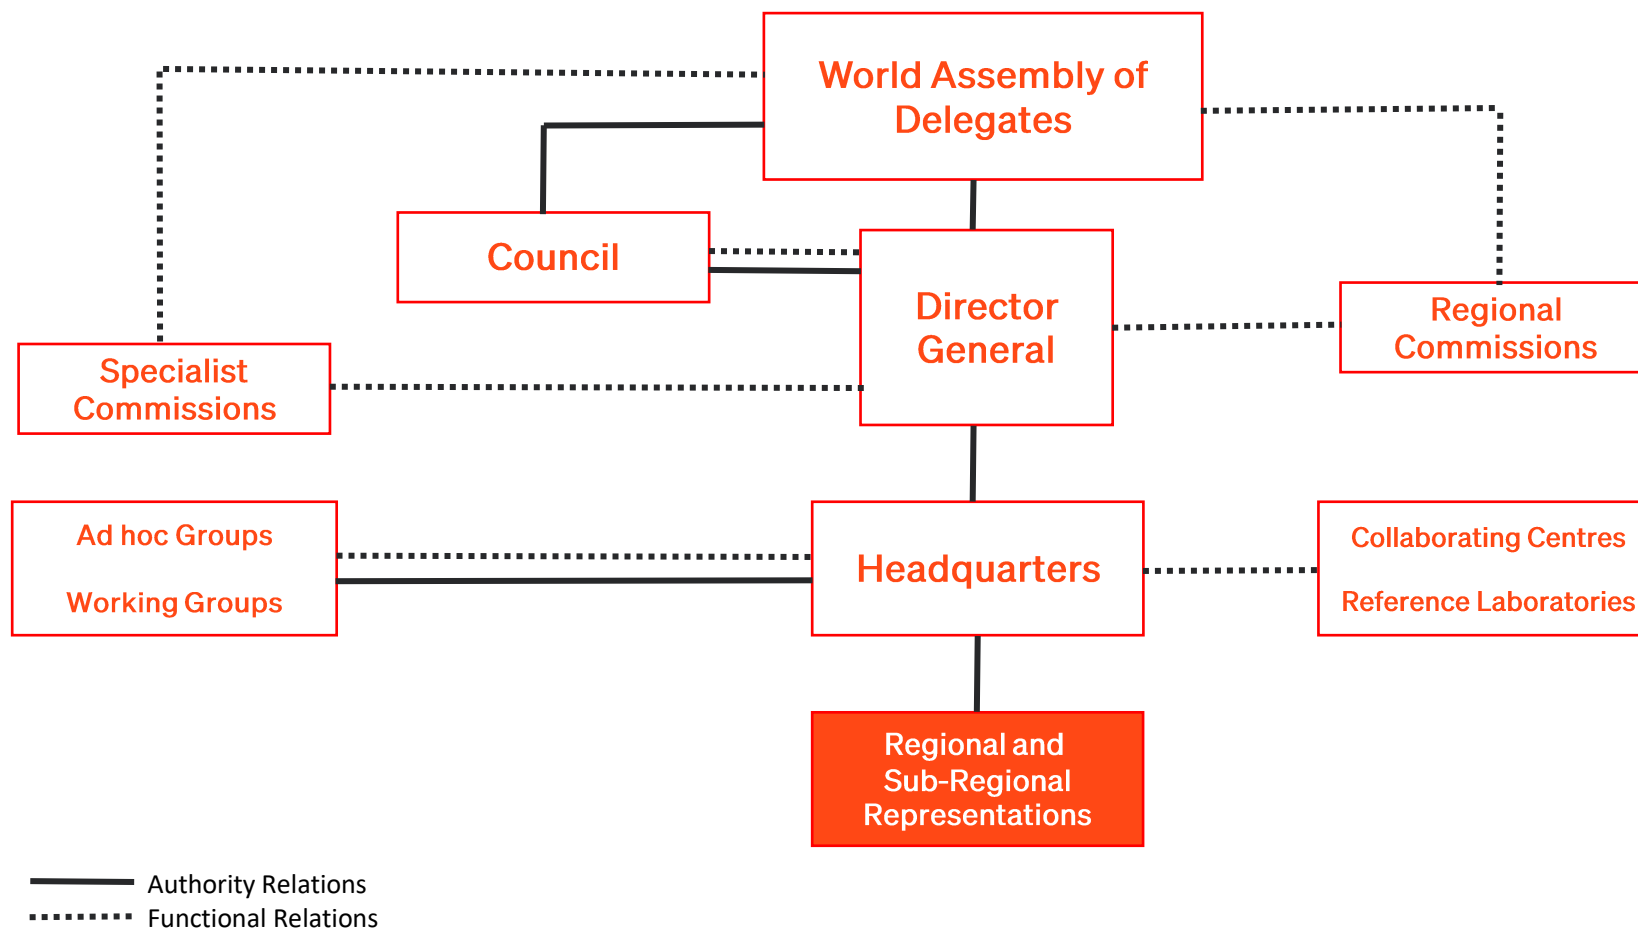 World Assembly of
Delegates
Council
Director
General
Regional
Commissions
Specialist
Commissions
Ad hoc Groups
Working Groups
Headquarters
Collaborating Centres
Reference Laboratories
Regional and
Sub-Regional
Representations
Authority Relations
Functional Relations